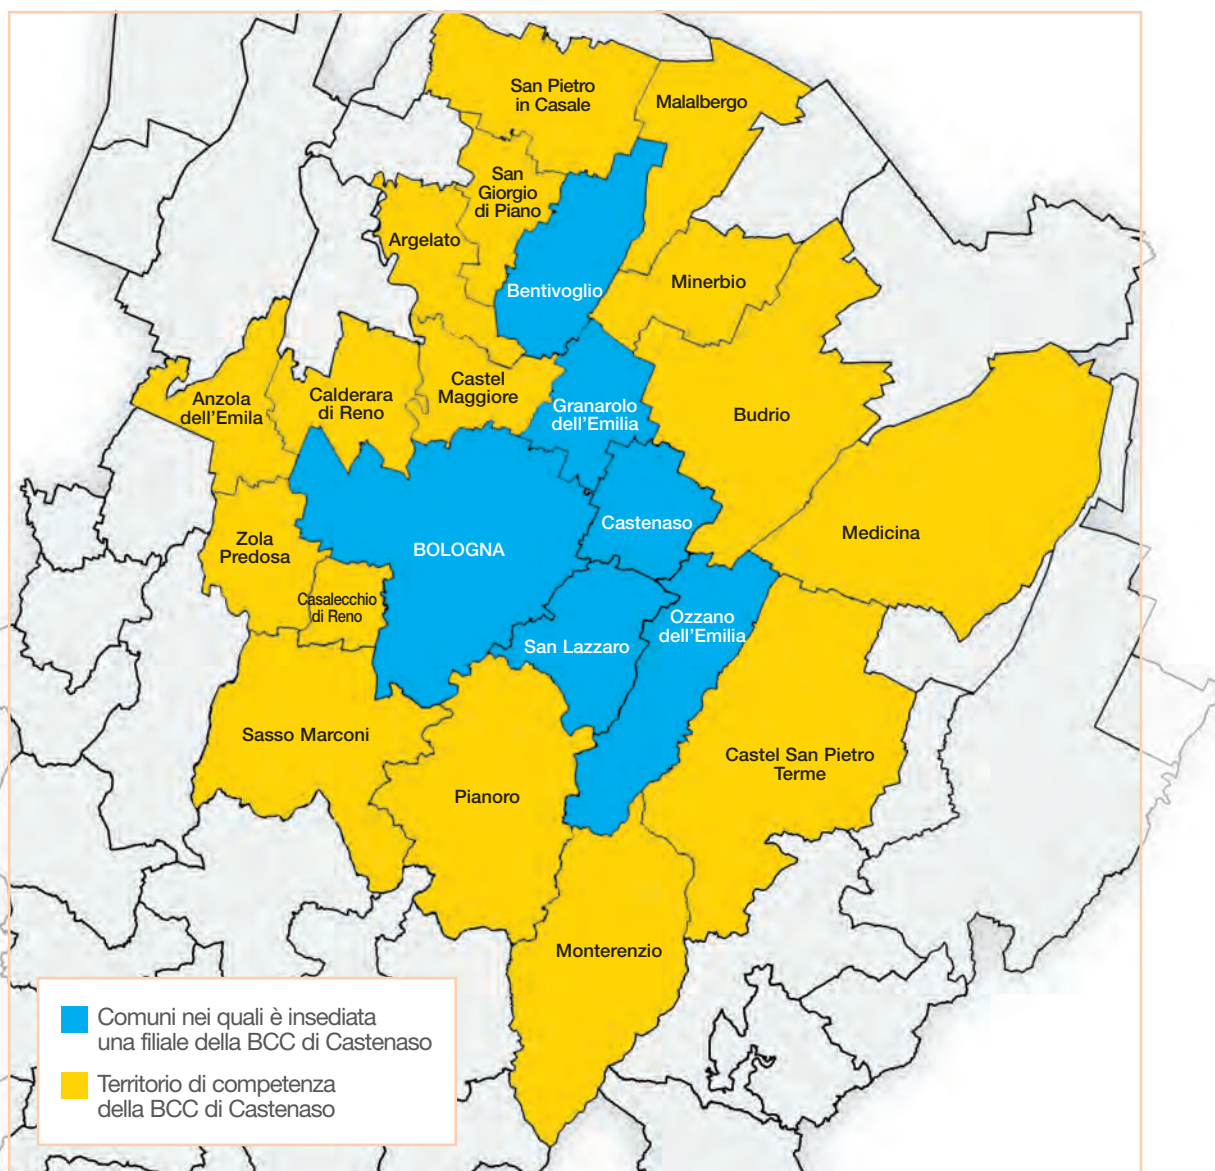 San Pietro
in Casale
Malalbergo
San
Giorgio
di Piano
Argelato
Bentivoglio
Minerbio
Anzola
dell'Emila
Calderara
di Reno
Castel
Maggiore
Granarolo
dell'Emilia
Budrio
Castenaso
Medicina
Zola
Predosa
BOLOGNA
Casalecchio
di Reno
San Lazzaro
Ozzano
dell'Emilia
Sasso Marconi
Pianoro
Castel San Pietro
Terme
Monterenzio
Comuni nei quali è insediata
una filiale della BCC di Castenaso
Territorio di competenza
della BCC di Castenaso